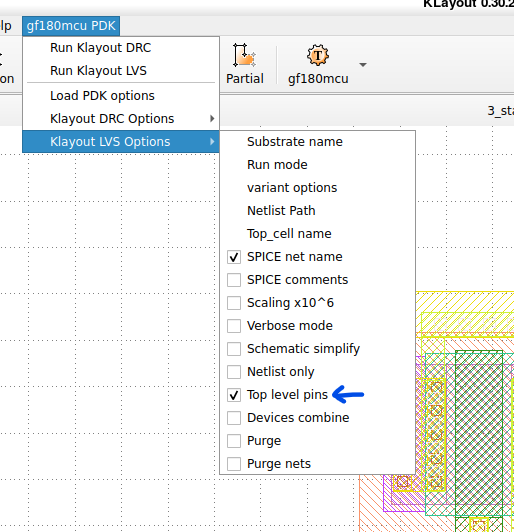 KLayout 0.30.2
lp gf180mcu PDK
Run Klayout DRC
Run Klayout LVS
Load PDK options
Klayout DRC Options
Klayout LVS Options
on
Partial
gf180mcu
3_sta
Substrate name
Run mode
variant options
Netlist Path
Top_cell name
SPICE net name
SPICE comments
Scaling x10^6
Verbose mode
Schematic simplify
Netlist only
Top level pins
Devices combine
Purge
Purge nets